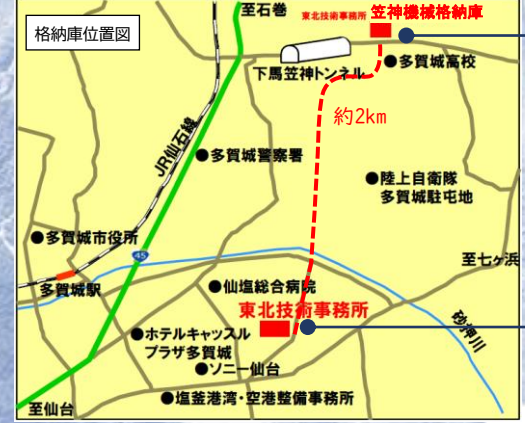 至石巻
東北技術事務所 笠神機械格納庫
格納庫位置図
下馬笠神トンネル
●多賀城高校
約2km
JR仙石線
●多賀城警察署
●陸上自衛隊
多賀城駐屯地
●多賀城市役所
45
至七ヶ浜
多賀城駅
●仙塩総合病院
東北技術事務所
砂押川
●ホテルキャッスル
プラザ多賀城
●ソニー仙台
●塩釜港湾・空港整備事務所
至仙台